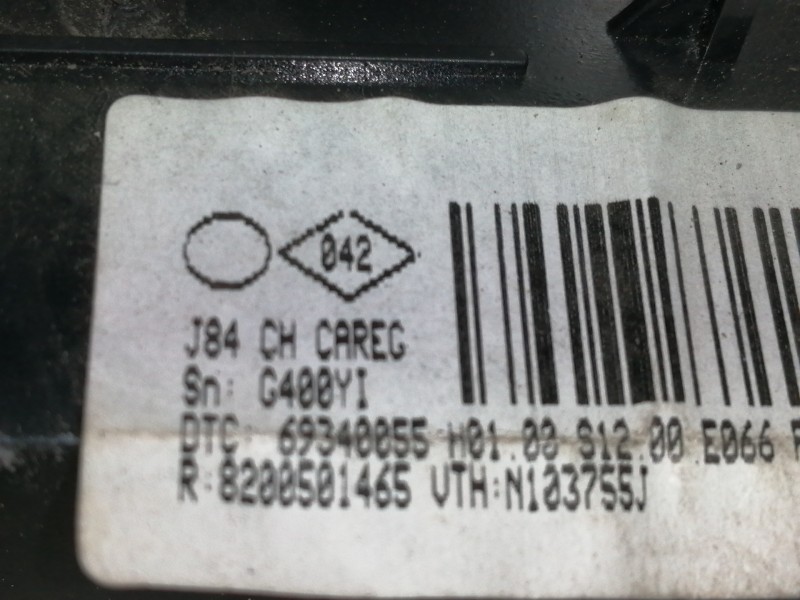 042
J84 CH CAREG
Sn: G400YI
DTC: 69340055 H01.00 S12.00 E066
R:8200501465 VTH:N103755J